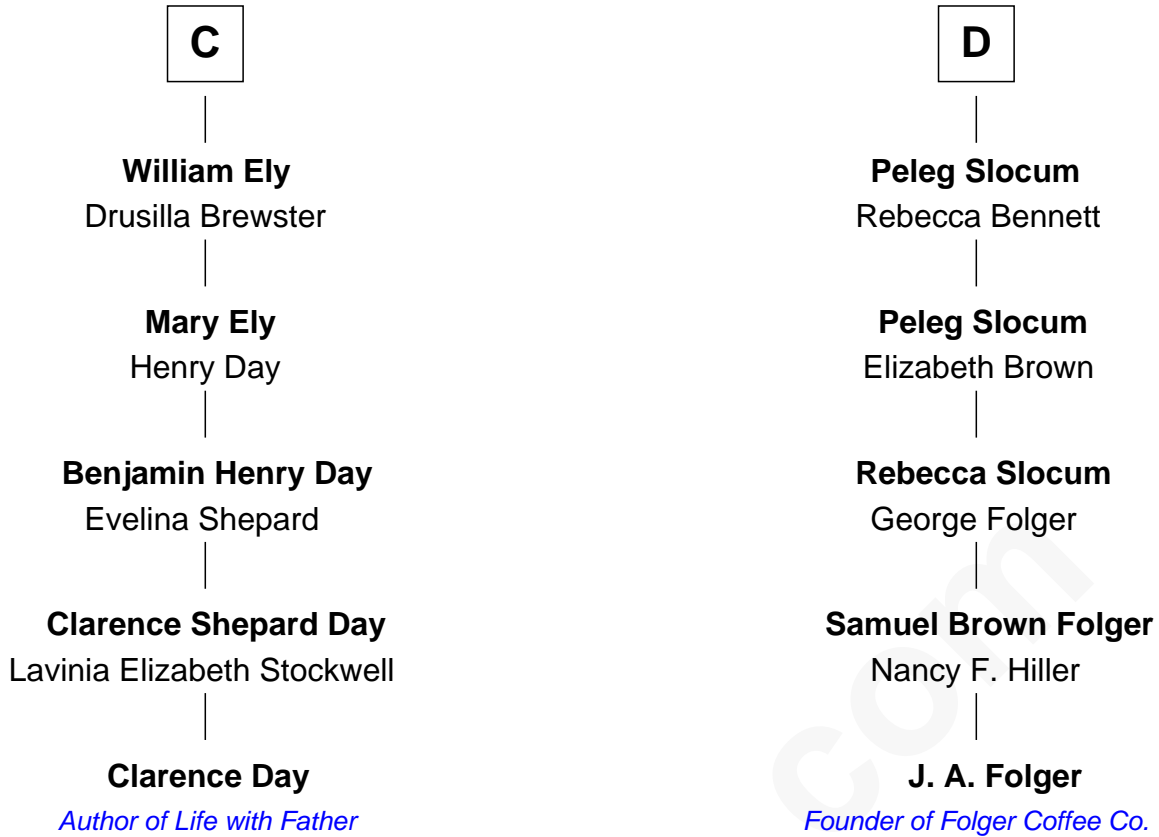 C
D
William Ely
Drusilla Brewster
Peleg Slocum
Rebecca Bennett
Mary Ely
Henry Day
Peleg Slocum
Elizabeth Brown
Benjamin Henry Day
Evelina Shepard
Rebecca Slocum
George Folger
Clarence Shepard Day
Lavinia Elizabeth Stockwell
Samuel Brown Folger
Nancy F. Hiller
Clarence Day
Author of Life with Father
J. A. Folger
Founder of Folger Coffee Co.
com